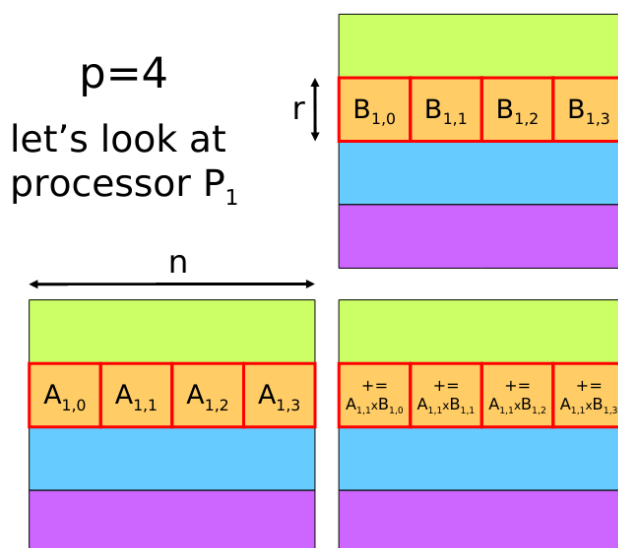 p=4
let's look at
processor P₁
r
B₁,₀ B₁,₁ B₁,₂ B₁,₃
n
A₁,₀ A₁,₁ A₁,₂ A₁,₃
+= += += +=
A₁,₁xB₁,₀ A₁,₁xB₁,₁ A₁,₁xB₁,₂ A₁,₁xB₁,₃